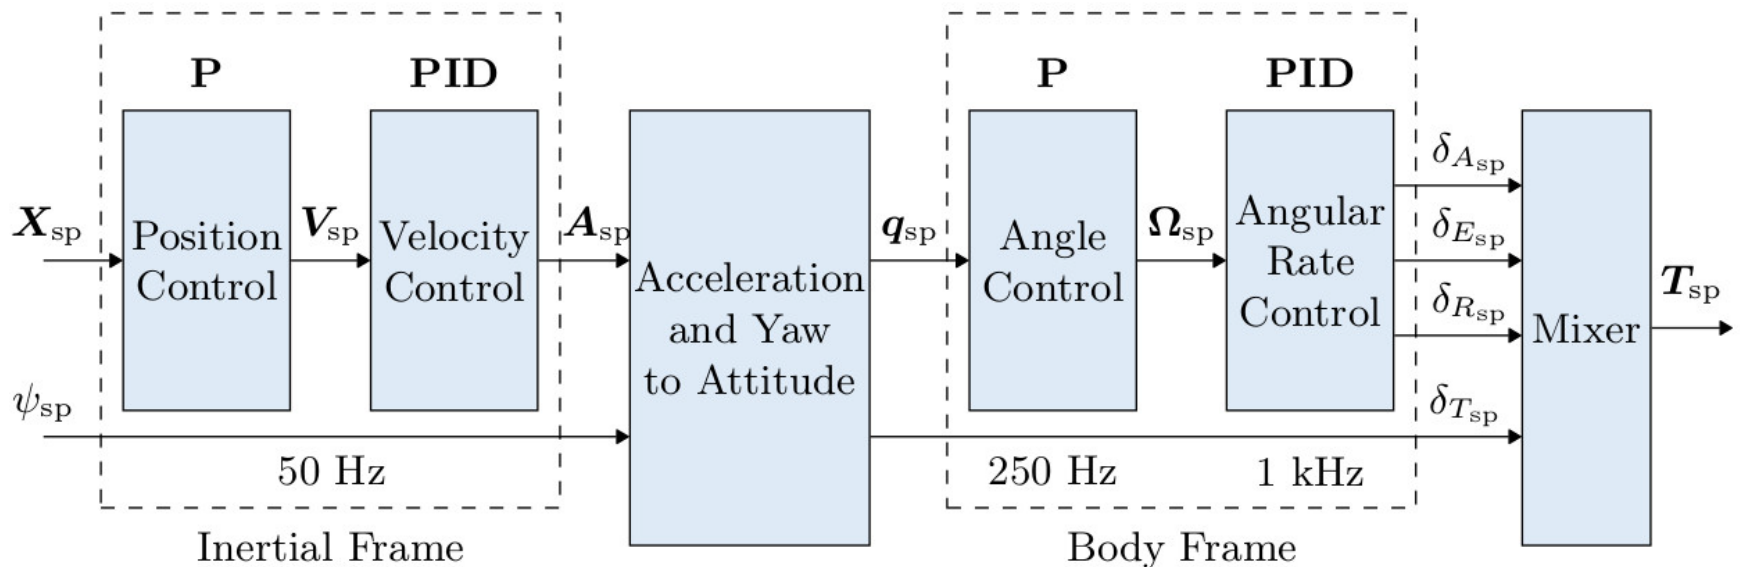 P
PID
P
PID
X_sp
Position
Control
V_sp
Velocity
Control
A_sp
ψ_sp
50 Hz
Inertial Frame
Acceleration
and Yaw
to Attitude
q_sp
Angle
Control
Ω_sp
Angular
Rate
Control
250 Hz
1 kHz
Body Frame
δ_A_sp
δ_E_sp
δ_R_sp
δ_T_sp
Mixer
T_sp